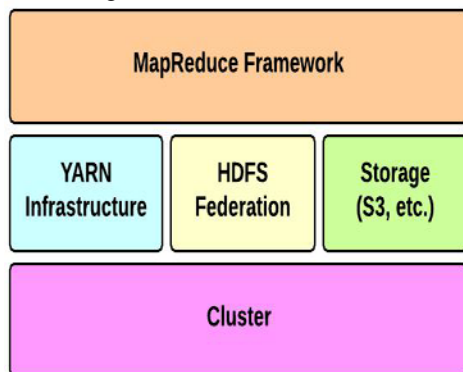 MapReduce Framework
YARN
Infrastructure
HDFS
Federation
Storage
(S3, etc.)
Cluster